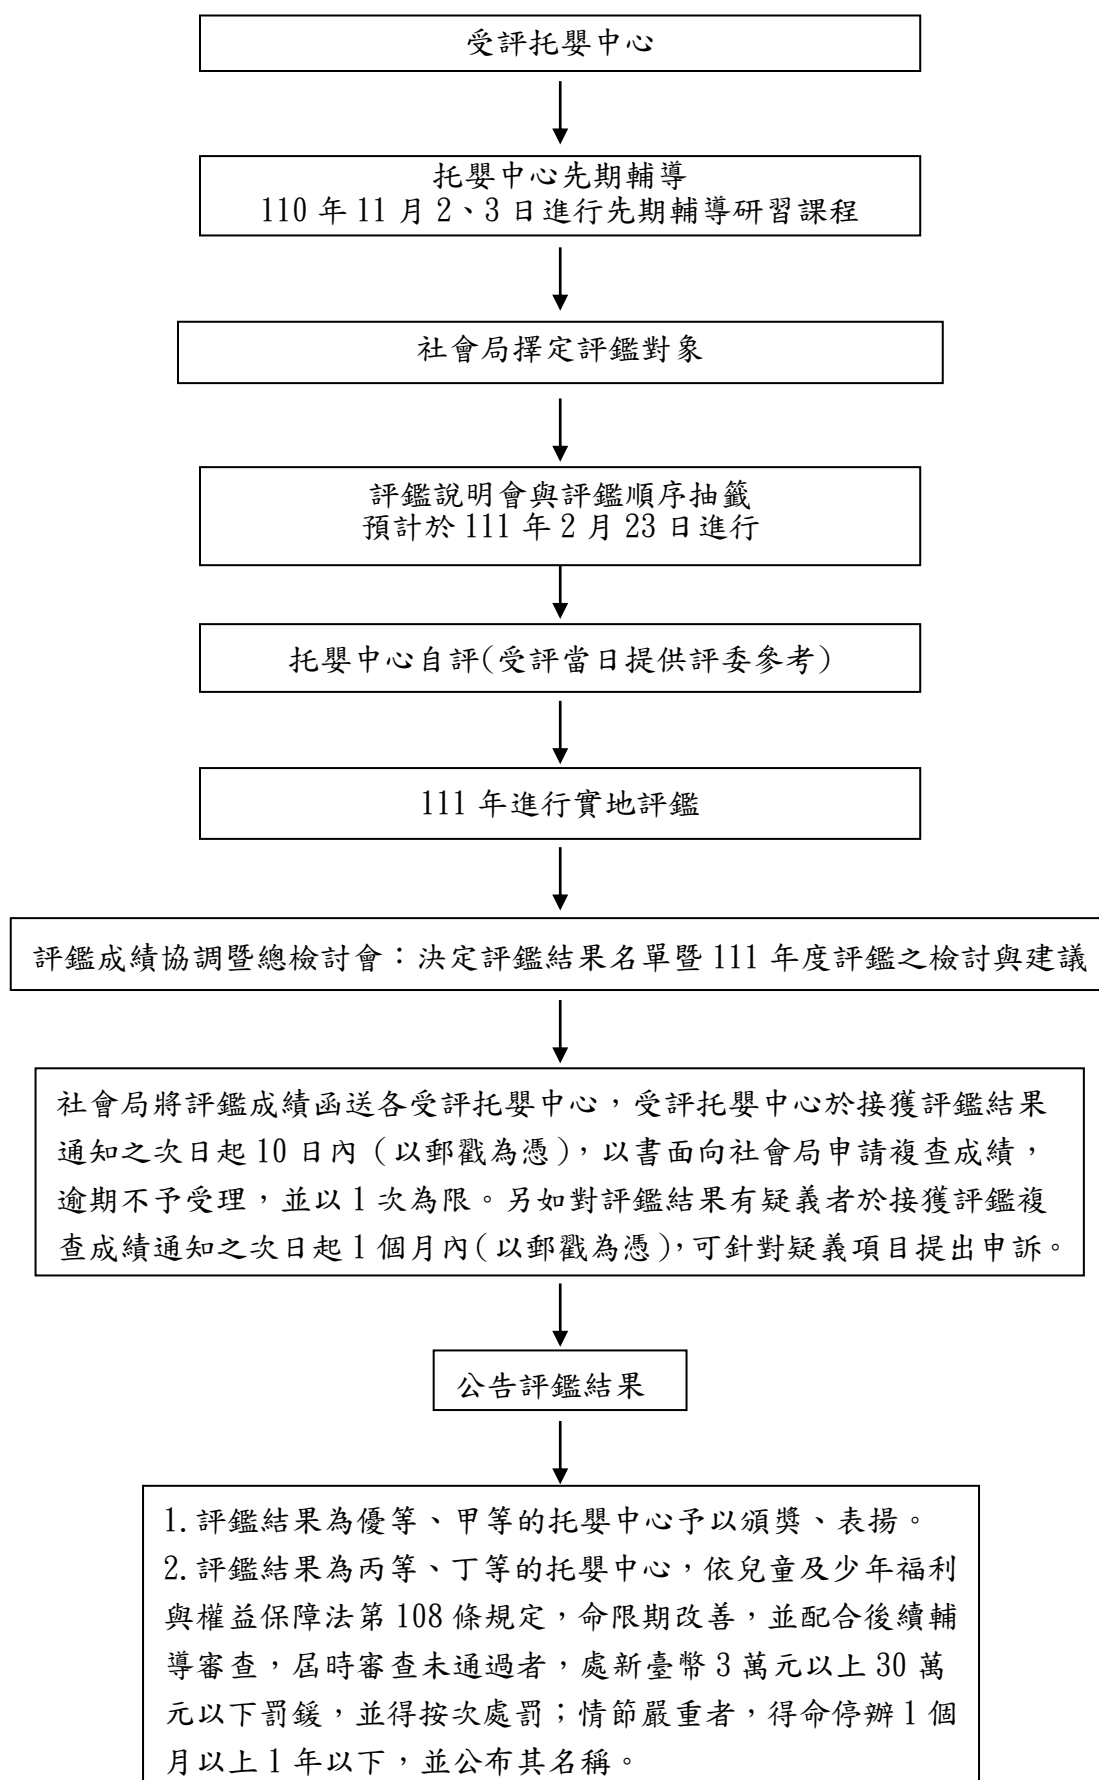 受評托嬰中心
托嬰中心先期輔導
110 年 11 月 2、3 日進行先期輔導研習課程
社會局擇定評鑑對象
評鑑說明會與評鑑順序抽籤
預計於 111 年 2 月 23 日進行
托嬰中心自評(受評當日提供評委參考)
111 年進行實地評鑑
評鑑成績協調暨總檢討會：決定評鑑結果名單暨 111 年度評鑑之檢討與建議
社會局將評鑑成績函送各受評托嬰中心，受評托嬰中心於接獲評鑑結果
通知之次日起 10 日內（以郵戳為憑），以書面向社會局申請複查成績，
逾期不予受理，並以 1 次為限。另如對評鑑結果有疑義者於接獲評鑑複
查成績通知之次日起 1 個月內（以郵戳為憑），可針對疑義項目提出申訴。
公告評鑑結果
1. 評鑑結果為優等、甲等的托嬰中心予以頒獎、表揚。
2. 評鑑結果為丙等、丁等的托嬰中心，依兒童及少年福利
與權益保障法第 108 條規定，命限期改善，並配合後續輔
導審查，屆時審查未通過者，處新臺幣 3 萬元以上 30 萬
元以下罰鍰，並得按次處罰；情節嚴重者，得命停辦 1 個
月以上 1 年以下，並公布其名稱。